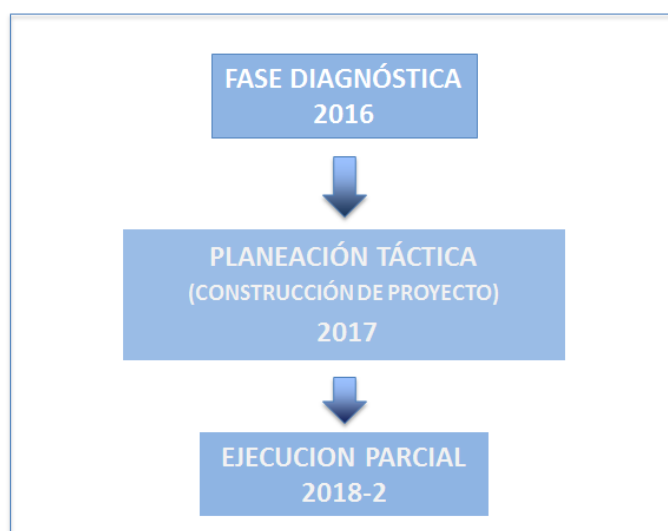 FASE DIAGNÓSTICA
2016
PLANEACIÓN TÁCTICA
(CONSTRUCCIÓN DE PROYECTO)
2017
EJECUCION PARCIAL
2018-2